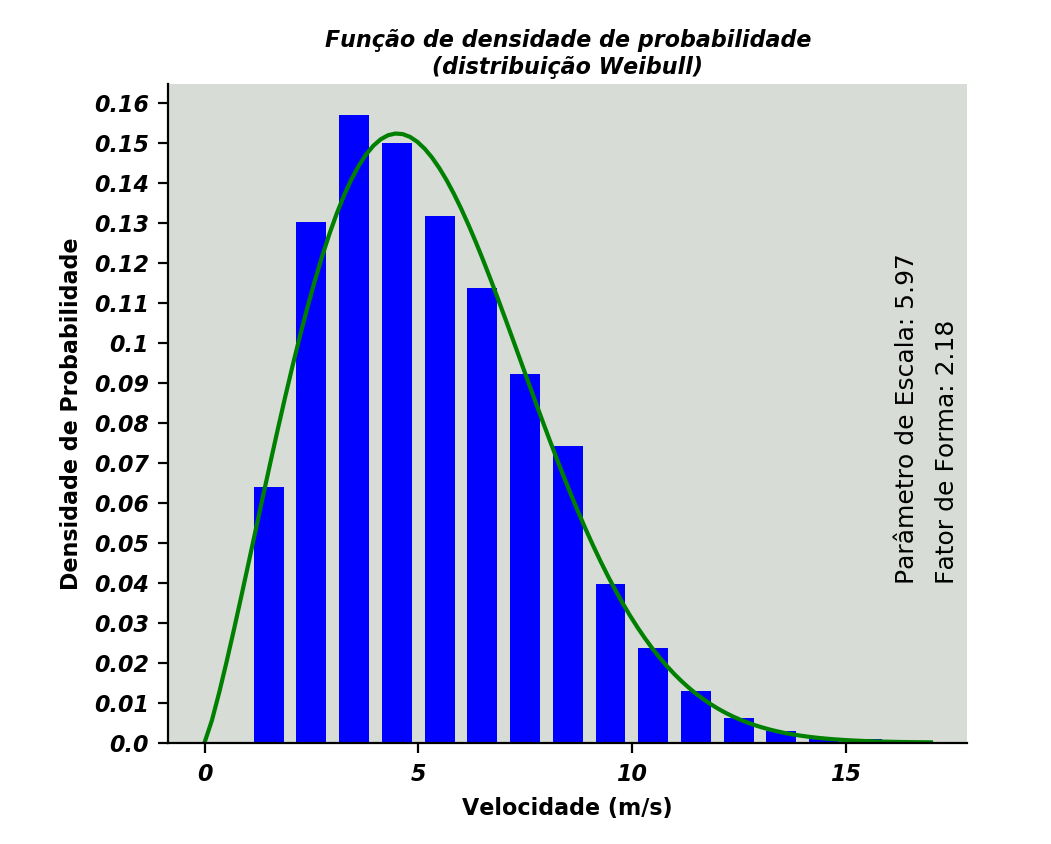 Função de densidade de probabilidade
(distribuição Weibull)
0.16
0.15
0.14
0.13
0.12
0.11
0.1
0.09
0.08
0.07
0.06
0.05
0.04
0.03
0.02
0.01
0.0
Densidade de Probabilidade
Parâmetro de Escala: 5.97
Fator de Forma: 2.18
0 5 10 15
Velocidade (m/s)